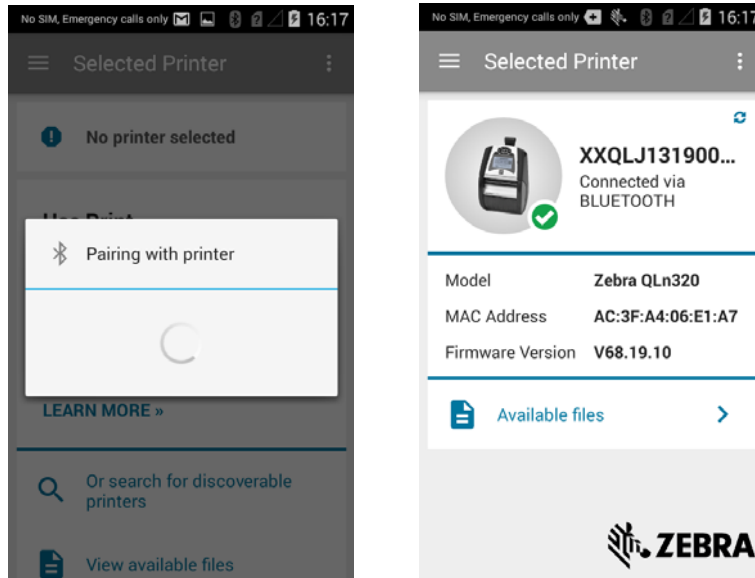 No SIM, Emergency calls only 16:17
Selected Printer
No printer selected
Pairing with printer
LEARN MORE »
Or search for discoverable
printers
View available files
No SIM, Emergency calls only 16:17
Selected Printer
XXQLJ131900...
Connected via
BLUETOOTH
Model Zebra QLn320
MAC Address AC:3F:A4:06:E1:A7
Firmware Version V68.19.10
Available files
ZEBRA